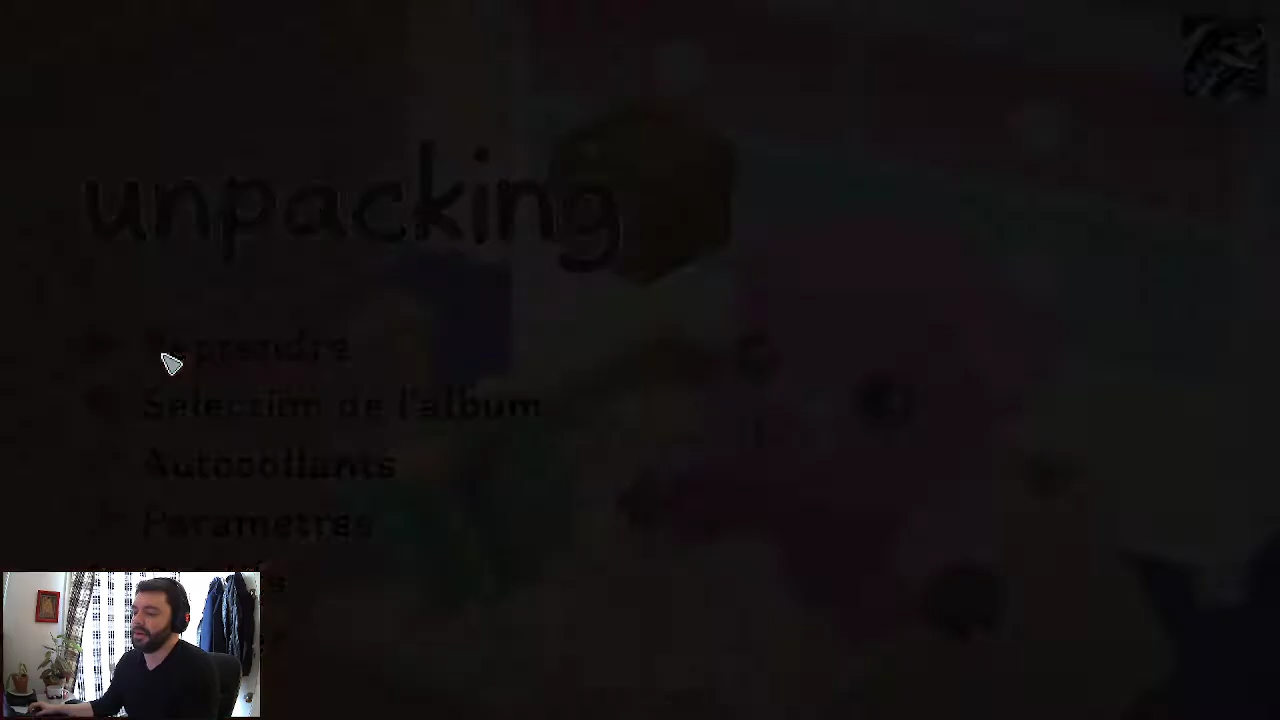 unpacking
Reprendre
Sélection de l'album
Autocollants
Paramètres